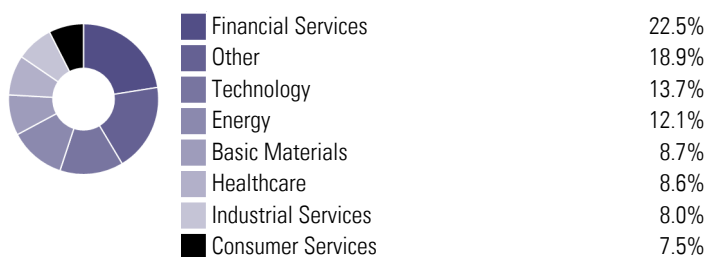 Financial Services 22.5%
Other 18.9%
Technology 13.7%
Energy 12.1%
Basic Materials 8.7%
Healthcare 8.6%
Industrial Services 8.0%
Consumer Services 7.5%